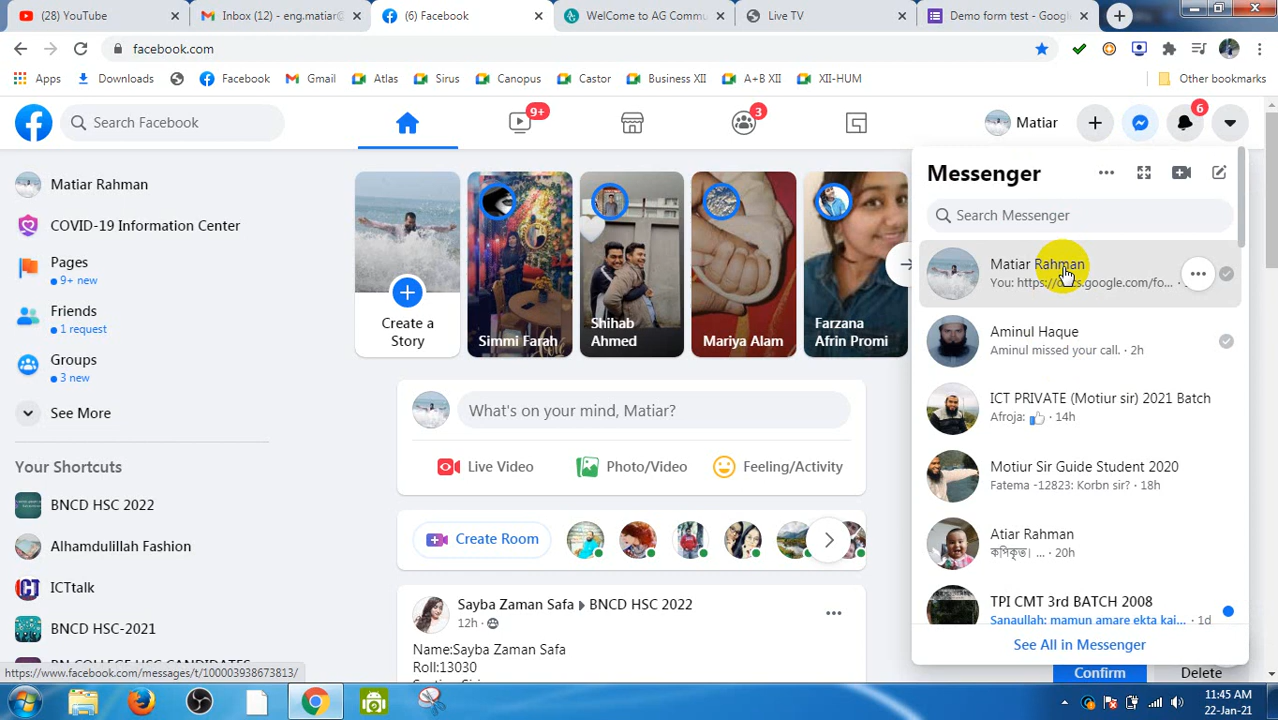 (28) YouTube
Inbox (12) - eng.matiar@
(6) Facebook
WelCome to AG Commu
Live TV
Demo form test - Goog
facebook.com
Apps
Downloads
Facebook
Gmail
Atlas
Sirus
Canopus
Castor
Business XII
A+B XII
XII-HUM
Other bookmarks
Search Facebook
9+
3
Matiar
6
Matiar Rahman
COVID-19 Information Center
Pages
9+ new
Friends
1 request
Groups
3 new
See More
Your Shortcuts
BNCD HSC 2022
Alhamdulillah Fashion
ICTtalk
BNCD HSC-2021
https://www.facebook.com/messages/t/100003938673813/
Create a
Story
Simmi Farah
Shihab
Ahmed
Mariya Alam
Farzana
Afrin Promi
What's on your mind, Matiar?
Live Video
Photo/Video
Feeling/Activity
Create Room
Sayba Zaman Safa ▸ BNCD HSC 2022
12h ·
Name:Sayba Zaman Safa
Roll:13030
Messenger
Search Messenger
Matiar Rahman
You: https://docs.google.com/fo... ·
Aminul Haque
Aminul missed your call. · 2h
ICT PRIVATE (Motiur sir) 2021 Batch
Afroja: · 14h
Motiur Sir Guide Student 2020
Fatema -12823: Korbn sir? · 18h
Atiar Rahman
কপিকৃত। ... · 20h
TPI CMT 3rd BATCH 2008
Sanaullah: mamun amare ekta kai... · 1d
See All in Messenger
Confirm
Delete
11:45 AM
22-Jan-21